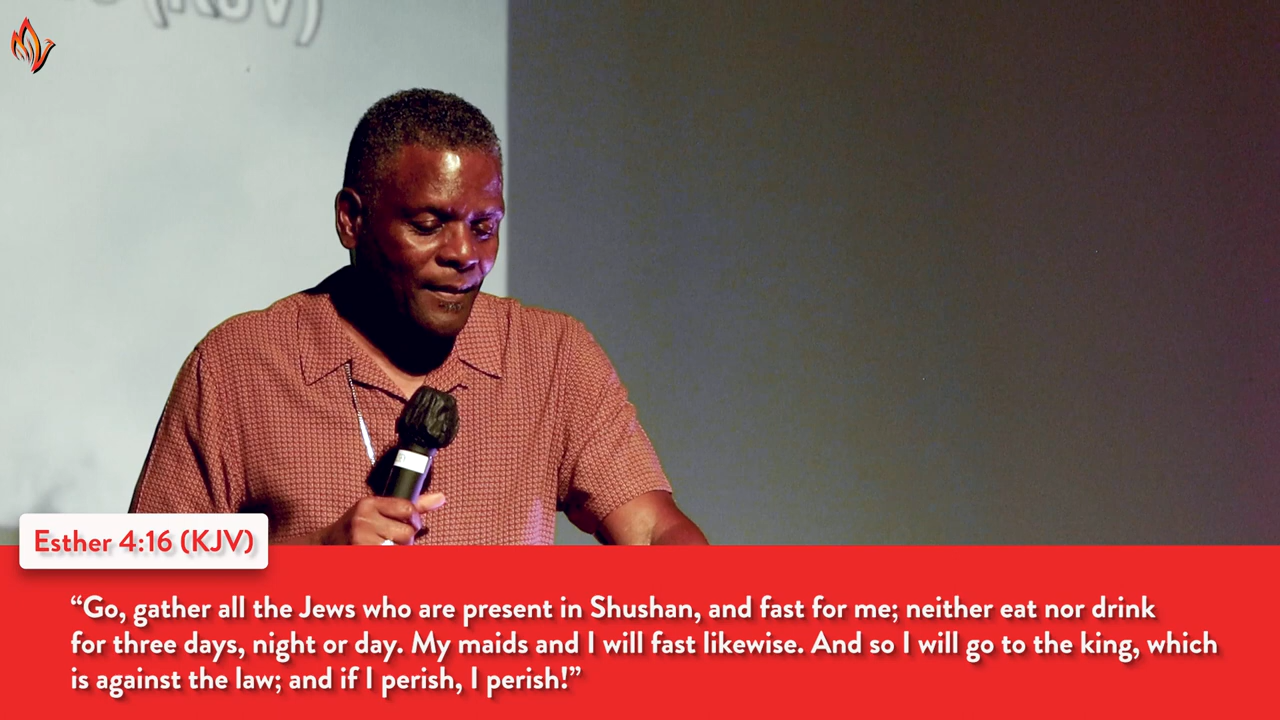 (KJV)
Esther 4:16 (KJV)
“Go, gather all the Jews who are present in Shushan, and fast for me; neither eat nor drink
for three days, night or day. My maids and I will fast likewise. And so I will go to the king, which
is against the law; and if I perish, I perish!”